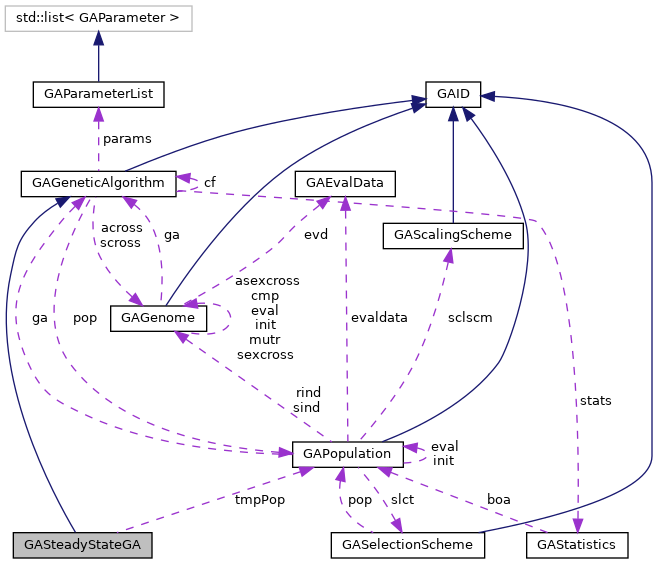 std::list< GAParameter >
GAParameterList
GAID
params
GAGeneticAlgorithm
cf
GAEvalData
across
scross
ga
evd
GAScalingScheme
asexcross
cmp
eval
init
mutr
sexcross
GAGenome
ga
pop
evaldata
sclscm
rind
sind
stats
GAPopulation
eval
init
tmpPop
pop
slct
boa
GASteadyStateGA
GASelectionScheme
GAStatistics